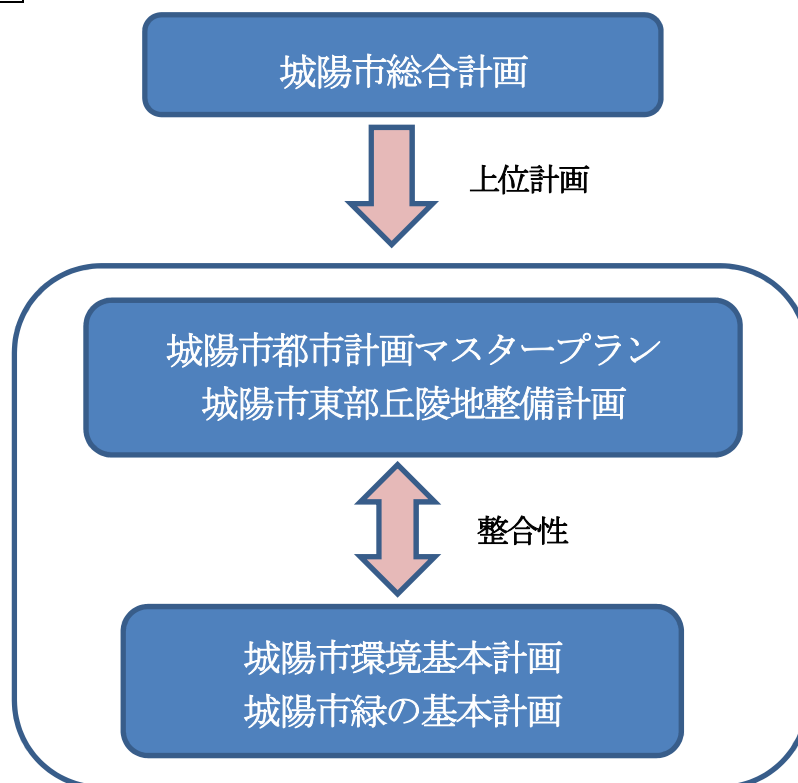 城陽市総合計画
上位計画
城陽市都市計画マスタープラン
城陽市東部丘陵地整備計画
整合性
城陽市環境基本計画
城陽市緑の基本計画